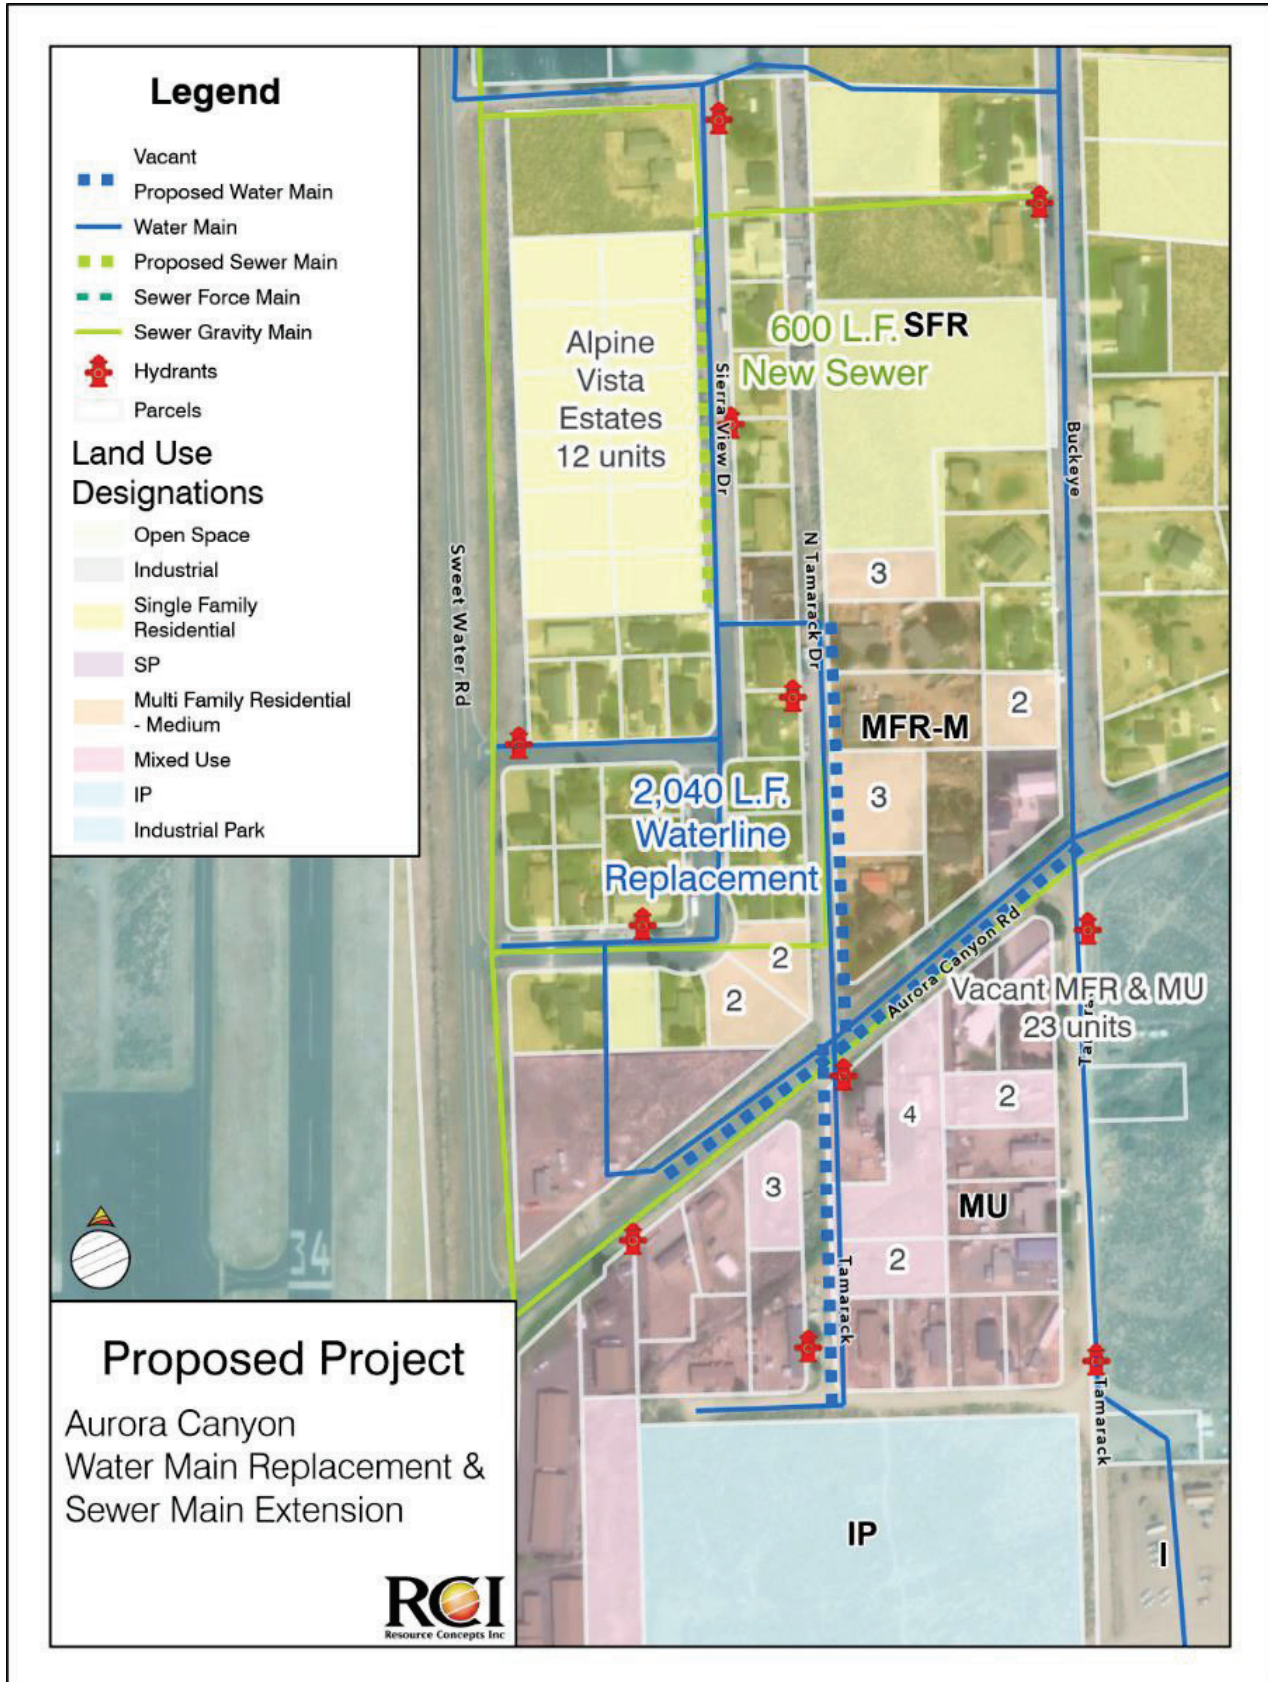 Legend
Vacant
Proposed Water Main
Water Main
Proposed Sewer Main
Sewer Force Main
Sewer Gravity Main
Hydrants
Parcels
Land Use
Designations
Open Space
Industrial
Single Family
Residential
SP
Multi Family Residential
- Medium
Mixed Use
IP
Industrial Park
Alpine
Vista
Estates
12 units
600 L.F.
New Sewer
SFR
Sierra View Dr
Buckeye
Sweet Water Rd
N Tamarack Dr
3
2
MFR-M
3
2,040 L.F.
Waterline
Replacement
2
2
Aurora Canyon Rd
Vacant MFR & MU
23 units
2
4
3
MU
2
Tamarack
34
Tamarack
IP
I
Proposed Project
Aurora Canyon
Water Main Replacement &
Sewer Main Extension
RCI
Resource Concepts Inc